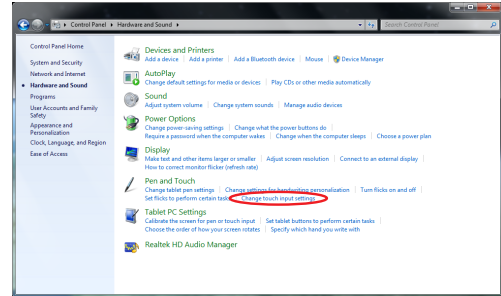 Control Panel ▸ Hardware and Sound ▸
Search Control Panel
Control Panel Home
System and Security
Network and Internet
Hardware and Sound
Programs
User Accounts and Family
Safety
Appearance and
Personalization
Clock, Language, and Region
Ease of Access
Devices and Printers
Add a device | Add a printer | Add a Bluetooth device | Mouse | Device Manager
AutoPlay
Change default settings for media or devices | Play CDs or other media automatically
Sound
Adjust system volume | Change system sounds | Manage audio devices
Power Options
Change power-saving settings | Change what the power buttons do
Require a password when the computer wakes | Change when the computer sleeps | Choose a power plan
Display
Make text and other items larger or smaller | Adjust screen resolution | Connect to an external display
How to correct monitor flicker (refresh rate)
Pen and Touch
Change tablet pen settings | Change settings for handwriting personalization | Turn flicks on and off
Set flicks to perform certain tasks | Change touch input settings
Tablet PC Settings
Calibrate the screen for pen or touch input | Set tablet buttons to perform certain tasks
Choose the order of how your screen rotates | Specify which hand you write with
Realtek HD Audio Manager